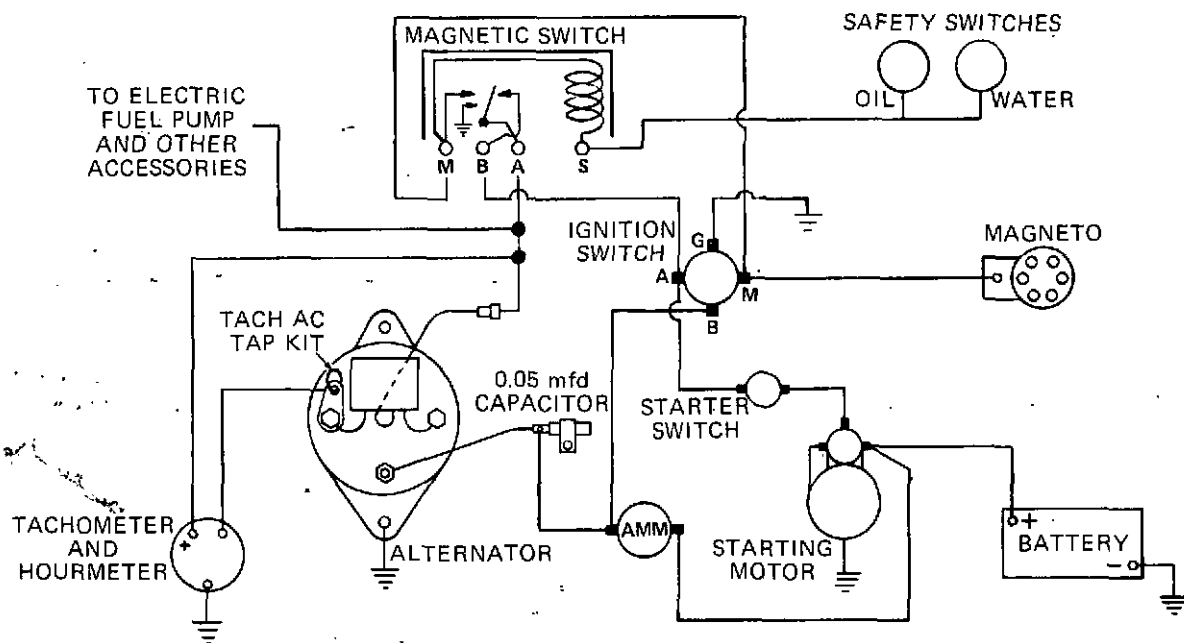 MAGNETIC SWITCH
SAFETY SWITCHES
OIL
WATER
TO ELECTRIC
FUEL PUMP
AND OTHER
ACCESSORIES
M
B
A
S
IGNITION
SWITCH
G
A
M
B
MAGNETO
TACH AC
TAP KIT
0.05 mfd
CAPACITOR
STARTER
SWITCH
TACHOMETER
AND
HOURMETER
+
ALTERNATOR
AMM
STARTING
MOTOR
+
BATTERY
−